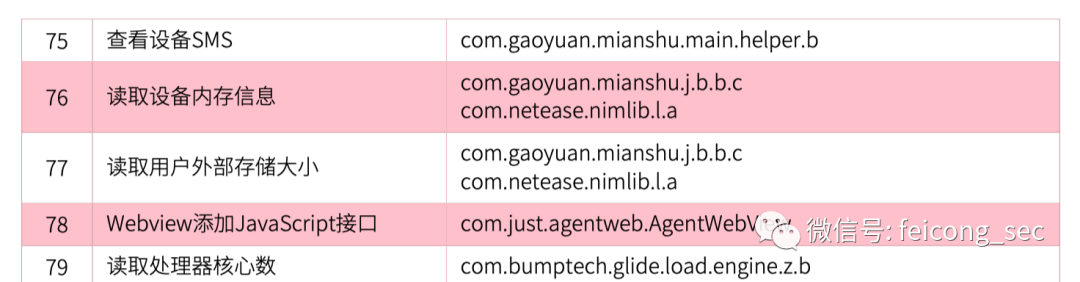 75 查看设备SMS com.gaoyuan.mianshu.main.helper.b
76 读取设备内存信息 com.gaoyuan.mianshu.j.b.b.c
com.netease.nimlib.l.a
77 读取用户外部存储大小 com.gaoyuan.mianshu.j.b.b.c
com.netease.nimlib.l.a
78 Webview添加JavaScript接口 com.just.agentweb.AgentWebView
微信号: feicong_sec
79 读取处理器核心数 com.bumptech.glide.load.engine.z.b